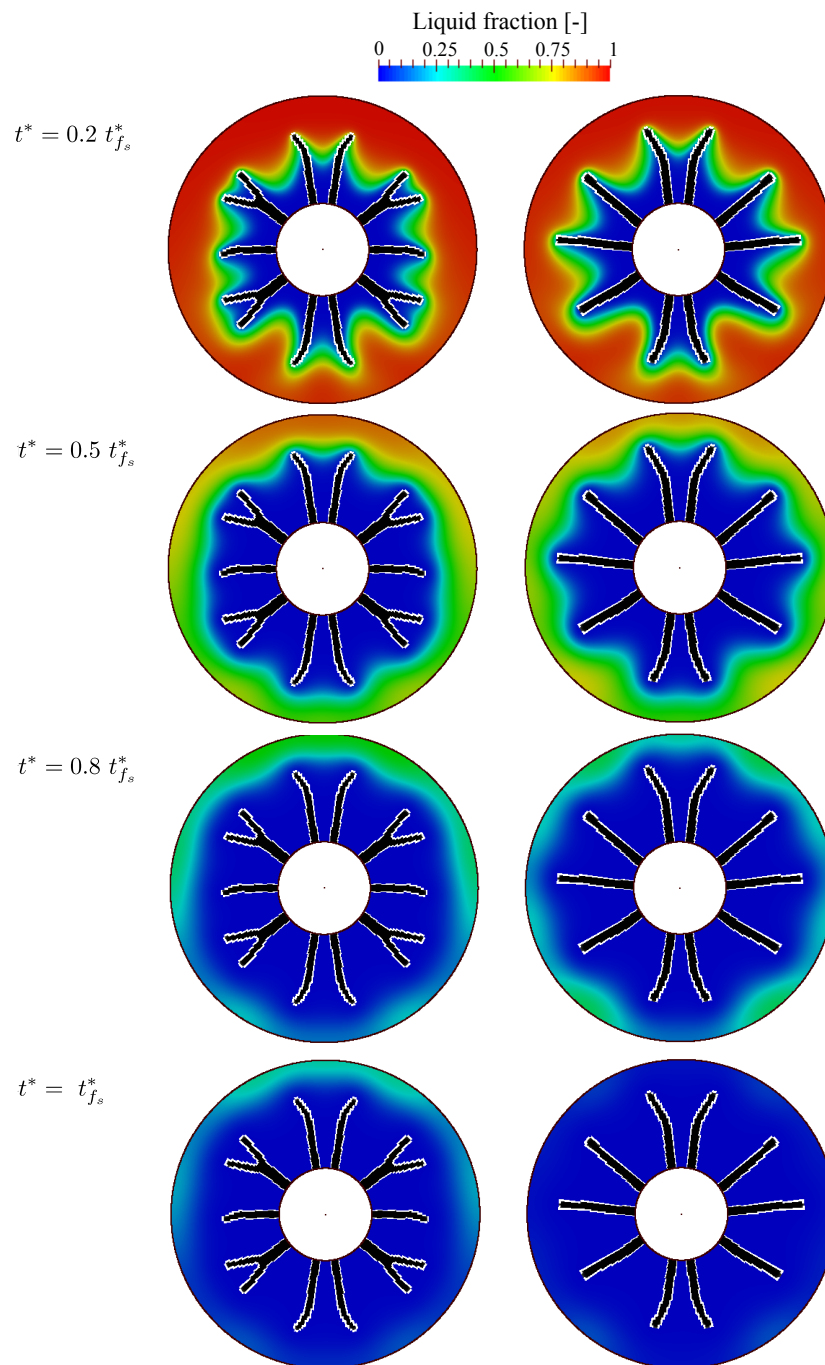 Liquid fraction [-]
0 0.25 0.5 0.75 1
t* = 0.2 t*_{f_s}
t* = 0.5 t*_{f_s}
t* = 0.8 t*_{f_s}
t* = t*_{f_s}